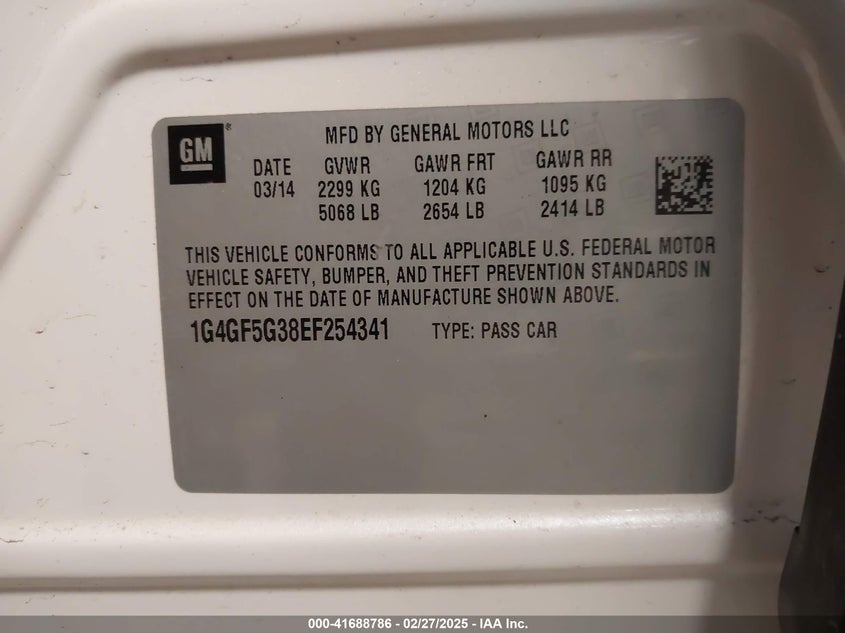 GM®
MFD BY GENERAL MOTORS LLC
DATE GVWR GAWR FRT GAWR RR
03/14 2299 KG 1204 KG 1095 KG
5068 LB 2654 LB 2414 LB
THIS VEHICLE CONFORMS TO ALL APPLICABLE U.S. FEDERAL MOTOR
VEHICLE SAFETY, BUMPER, AND THEFT PREVENTION STANDARDS IN
EFFECT ON THE DATE OF MANUFACTURE SHOWN ABOVE.
1G4GF5G38EF254341 TYPE: PASS CAR
000-41688786 - 02/27/2025 - IAA Inc.